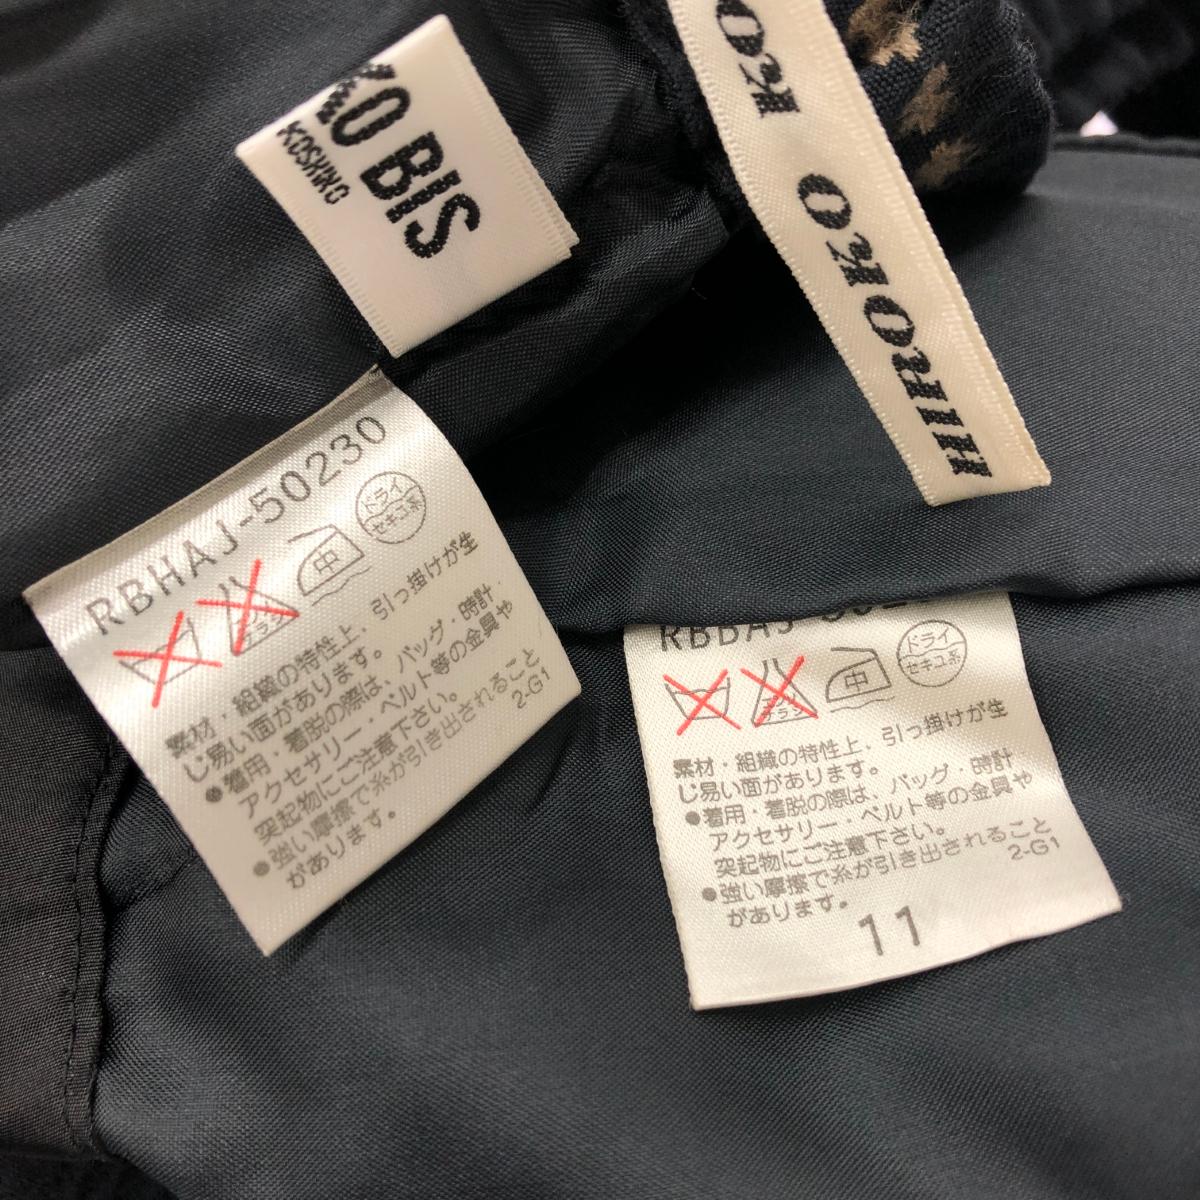 KO BIS
KOSHIKO
HIROKO KO
RBHAJ-50230
中
ドライ
セキユ系
素材・組織の特性上、引っ掛けが生
じ易い面があります。
●着用・着脱の際は、バッグ・時計・
アクセサリー・ベルト等の金具や
突起物にご注意下さい。
●強い摩擦で糸が引き出されること
があります。
2-G1
RBBAJ
中
ドライ
セキユ系
素材・組織の特性上、引っ掛けが生
じ易い面があります。
●着用・着脱の際は、バッグ・時計
アクセサリー・ベルト等の金具や
突起物にご注意下さい。
●強い摩擦で糸が引き出されること
があります。
2-G1
11